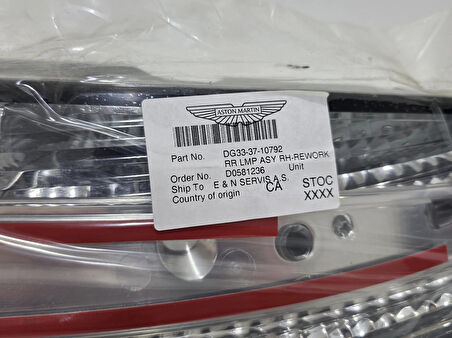 ASTON MARTIN
Part No. DG33-37-10792
RR LMP ASY RH-REWORK
Order No. D0581236 Unit
Ship To E & N SERVIS A.S.
Country of origin CA STOC
XXXX